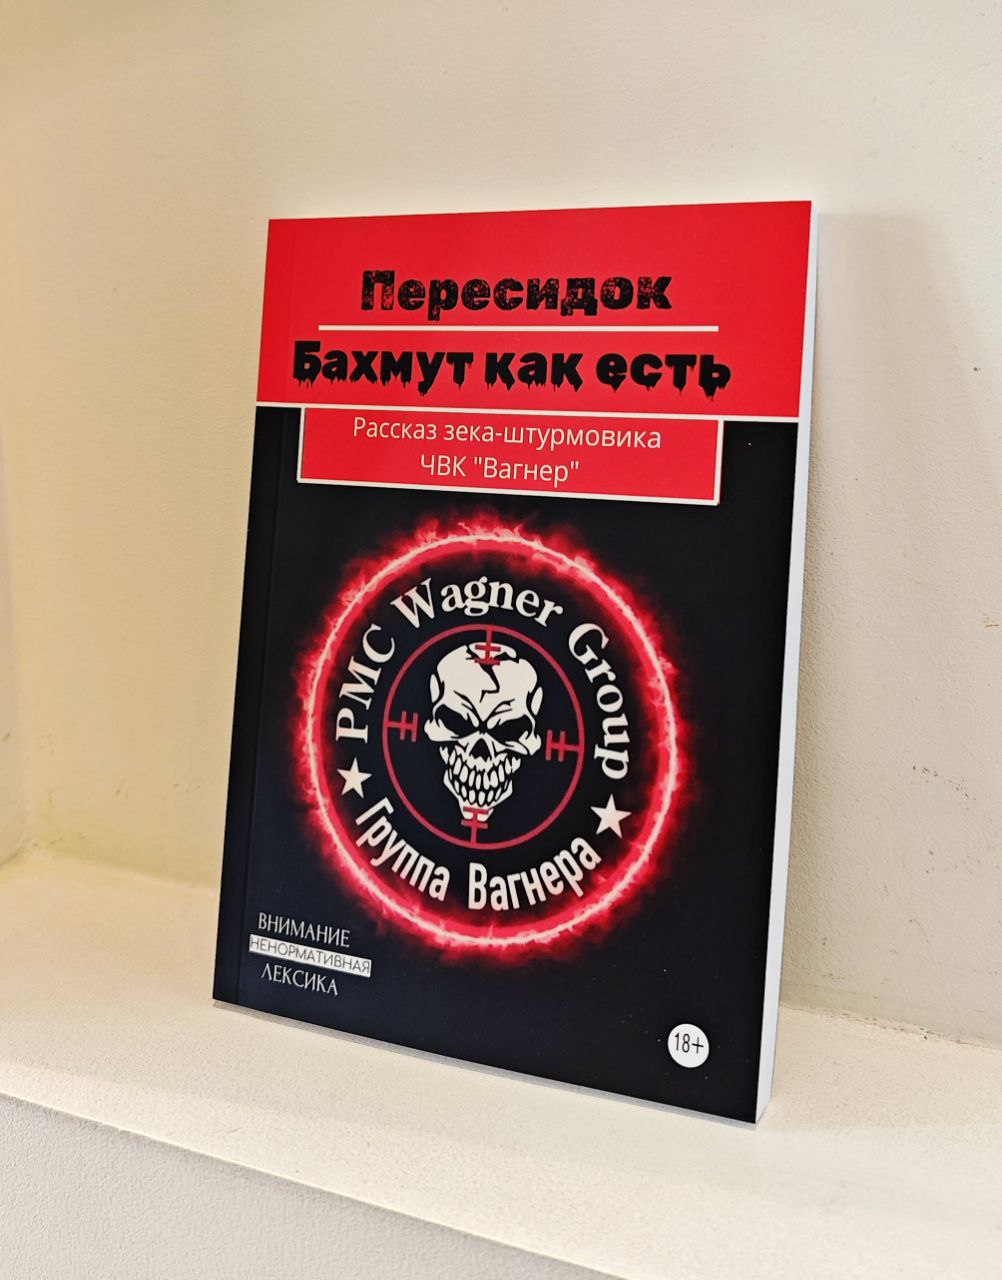 Пересидок
Бахмут как есть
Рассказ зека-штурмовика
ЧВК "Вагнер"
PMC Wagner Group
Группа Вагнера
ВНИМАНИЕ
НЕНОРМАТИВНАЯ
ЛЕКСИКА
18+